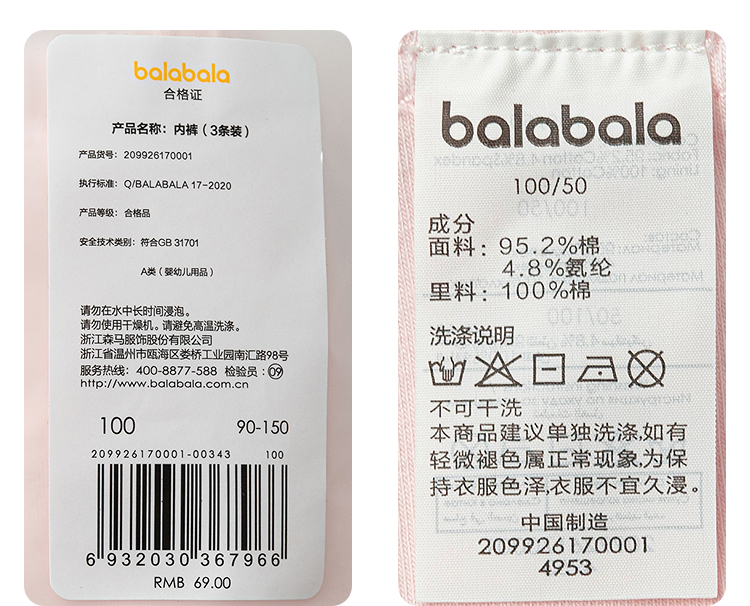 balabala
合格证
产品名称：内裤（3条装）
产品货号：209926170001
执行标准：Q/BALABALA 17-2020
产品等级：合格品
安全技术类别：符合GB 31701
A类（婴幼儿用品）
请勿在水中长时间浸泡。
请勿使用干燥机。请避免高温洗涤。
浙江森马服饰股份有限公司
浙江省温州市瓯海区娄桥工业园南汇路98号
服务热线：400-8877-588 检验员：09
http://www.balabala.com.cn
100 90-150
209926170001-00343 100
6 932030 367966
RMB 69.00
balabala
100/50
成分
面料：95.2%棉
4.8%氨纶
里料：100%棉
洗涤说明
不可干洗
本商品建议单独洗涤,如有
轻微褪色属正常现象,为保
持衣服色泽,衣服不宜久浸。
中国制造
209926170001
4953